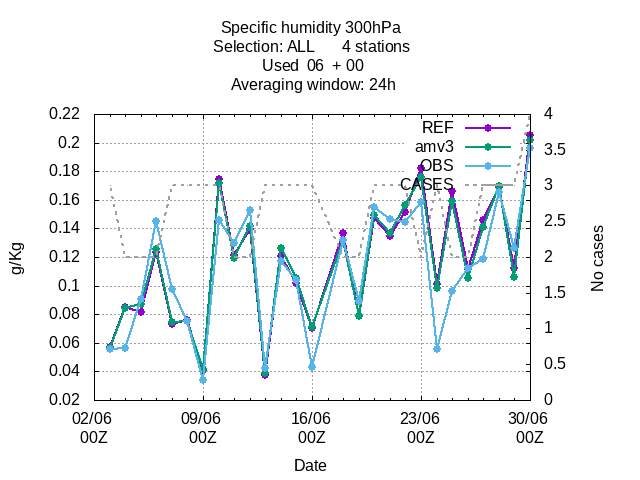 Specific humidity 300hPa
Selection: ALL 4 stations
Used 06 + 00
Averaging window: 24h
0.22
0.2
0.18
0.16
0.14
0.12
0.1
0.08
0.06
0.04
0.02
g/Kg
REF
amv3
OBS
CASES
4
3.5
3
2.5
2
1.5
1
0.5
0
No cases
02/06 09/06 16/06 23/06 30/06
00Z 00Z 00Z 00Z 00Z
Date